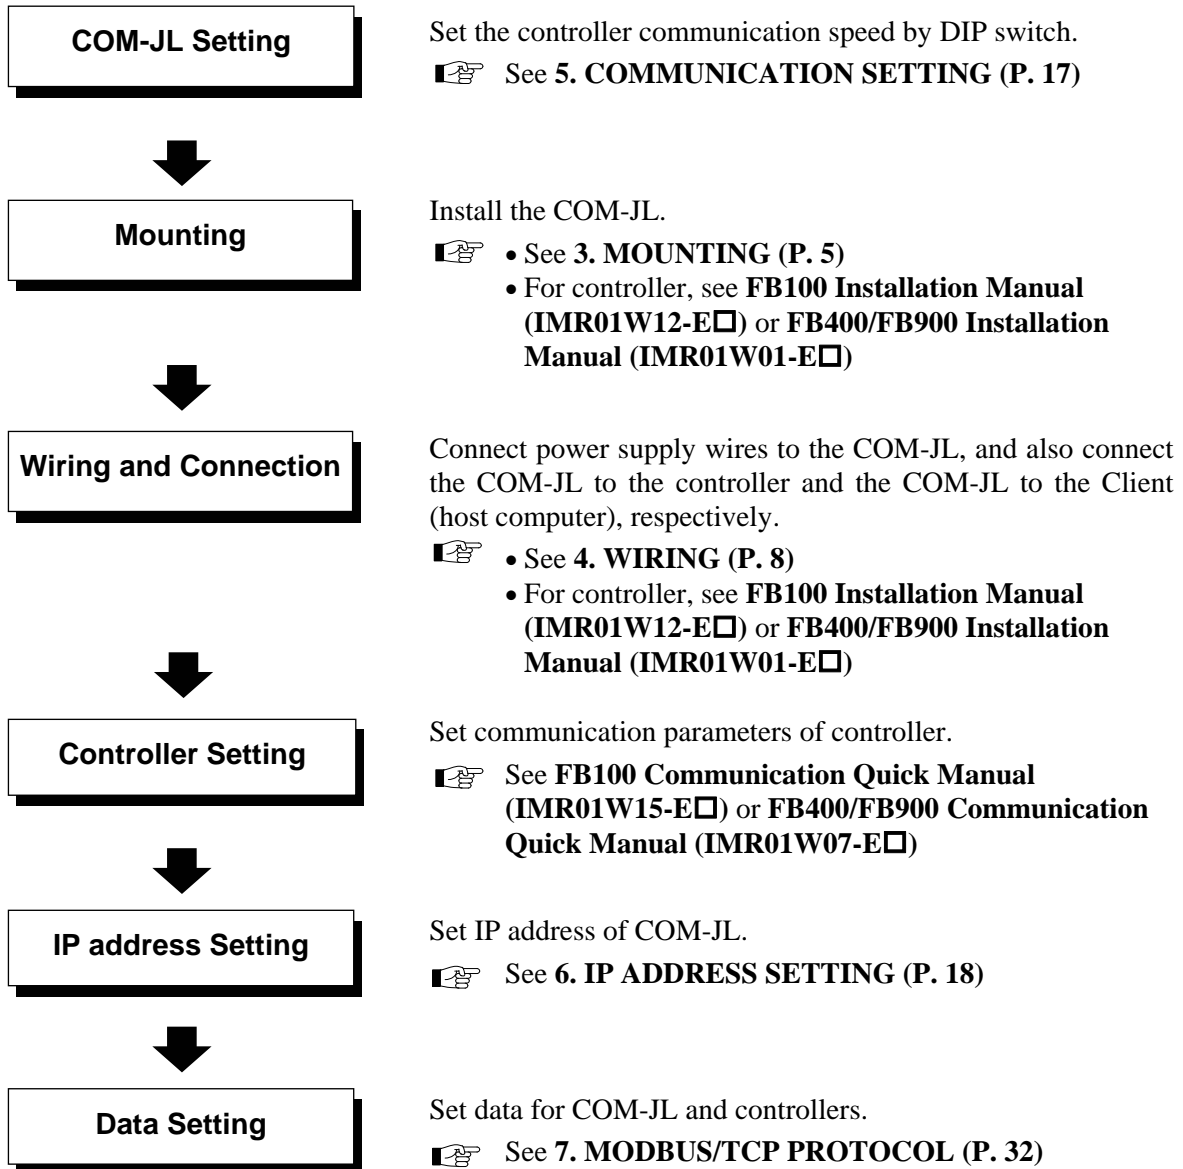 COM-JL Setting
Set the controller communication speed by DIP switch.
See 5. COMMUNICATION SETTING (P. 17)
Mounting
Install the COM-JL.
• See 3. MOUNTING (P. 5)
• For controller, see FB100 Installation Manual
(IMR01W12-E□) or FB400/FB900 Installation
Manual (IMR01W01-E□)
Wiring and Connection
Connect power supply wires to the COM-JL, and also connect
the COM-JL to the controller and the COM-JL to the Client
(host computer), respectively.
• See 4. WIRING (P. 8)
• For controller, see FB100 Installation Manual
(IMR01W12-E□) or FB400/FB900 Installation
Manual (IMR01W01-E□)
Controller Setting
Set communication parameters of controller.
See FB100 Communication Quick Manual
(IMR01W15-E□) or FB400/FB900 Communication
Quick Manual (IMR01W07-E□)
IP address Setting
Set IP address of COM-JL.
See 6. IP ADDRESS SETTING (P. 18)
Data Setting
Set data for COM-JL and controllers.
See 7. MODBUS/TCP PROTOCOL (P. 32)